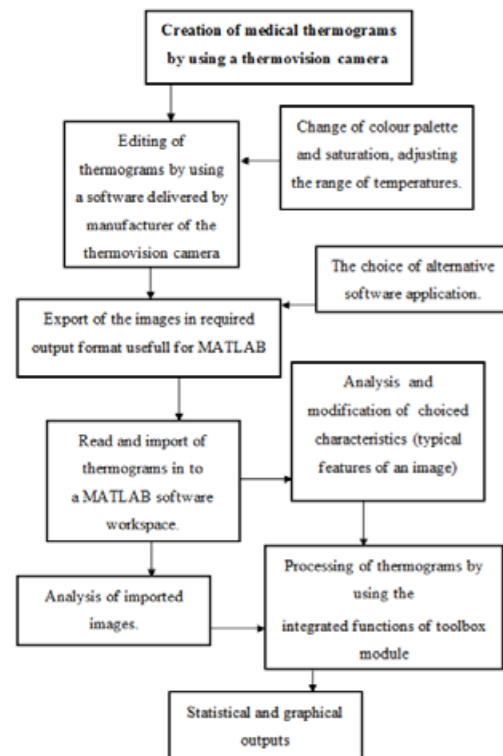 Creation of medical thermograms
by using a thermovision camera
Editing of
thermograms by using
a software delivered by
manufacturer of the
thermovision camera
Change of colour palette
and saturation, adjusting
the range of temperatures.
The choice of alternative
software application.
Export of the images in required
output format usefull for MATLAB
Analysis and
modification of choiced
characteristics (typical
features of an image)
Read and import of
thermograms in to
a MATLAB software
workspace.
Analysis of imported
images.
Processing of thermograms by
using the
integrated functions of toolbox
module
Statistical and graphical
outputs